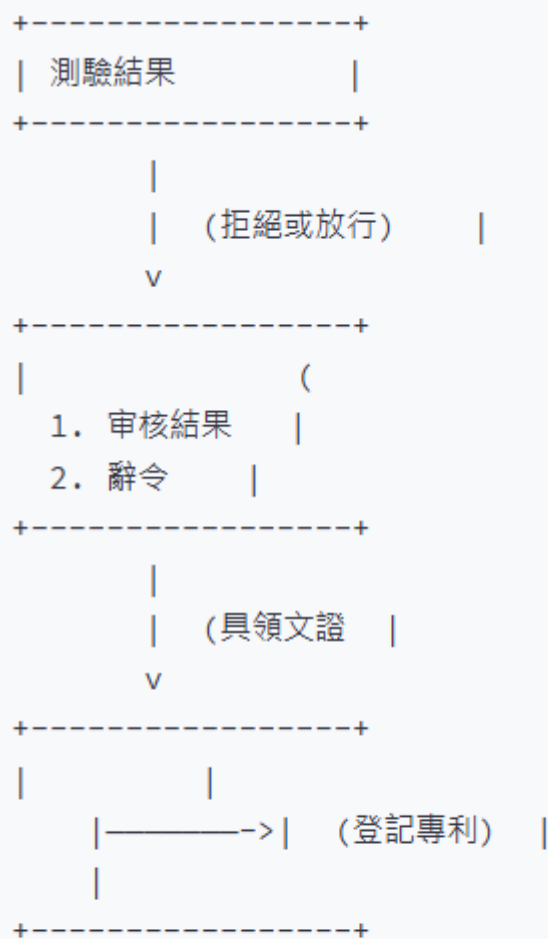 +-----------------+
| 測驗結果         |
+-----------------+
       |
       |  (拒絕或放行)    |
       v
+-----------------+
|              (
  1. 审核結果   |
  2. 辭令    |
+-----------------+
       |
       |  (具領文證  |
       v
+-----------------+
|         |
    |———————->|  (登記專利)  |
    |
+-----------------+